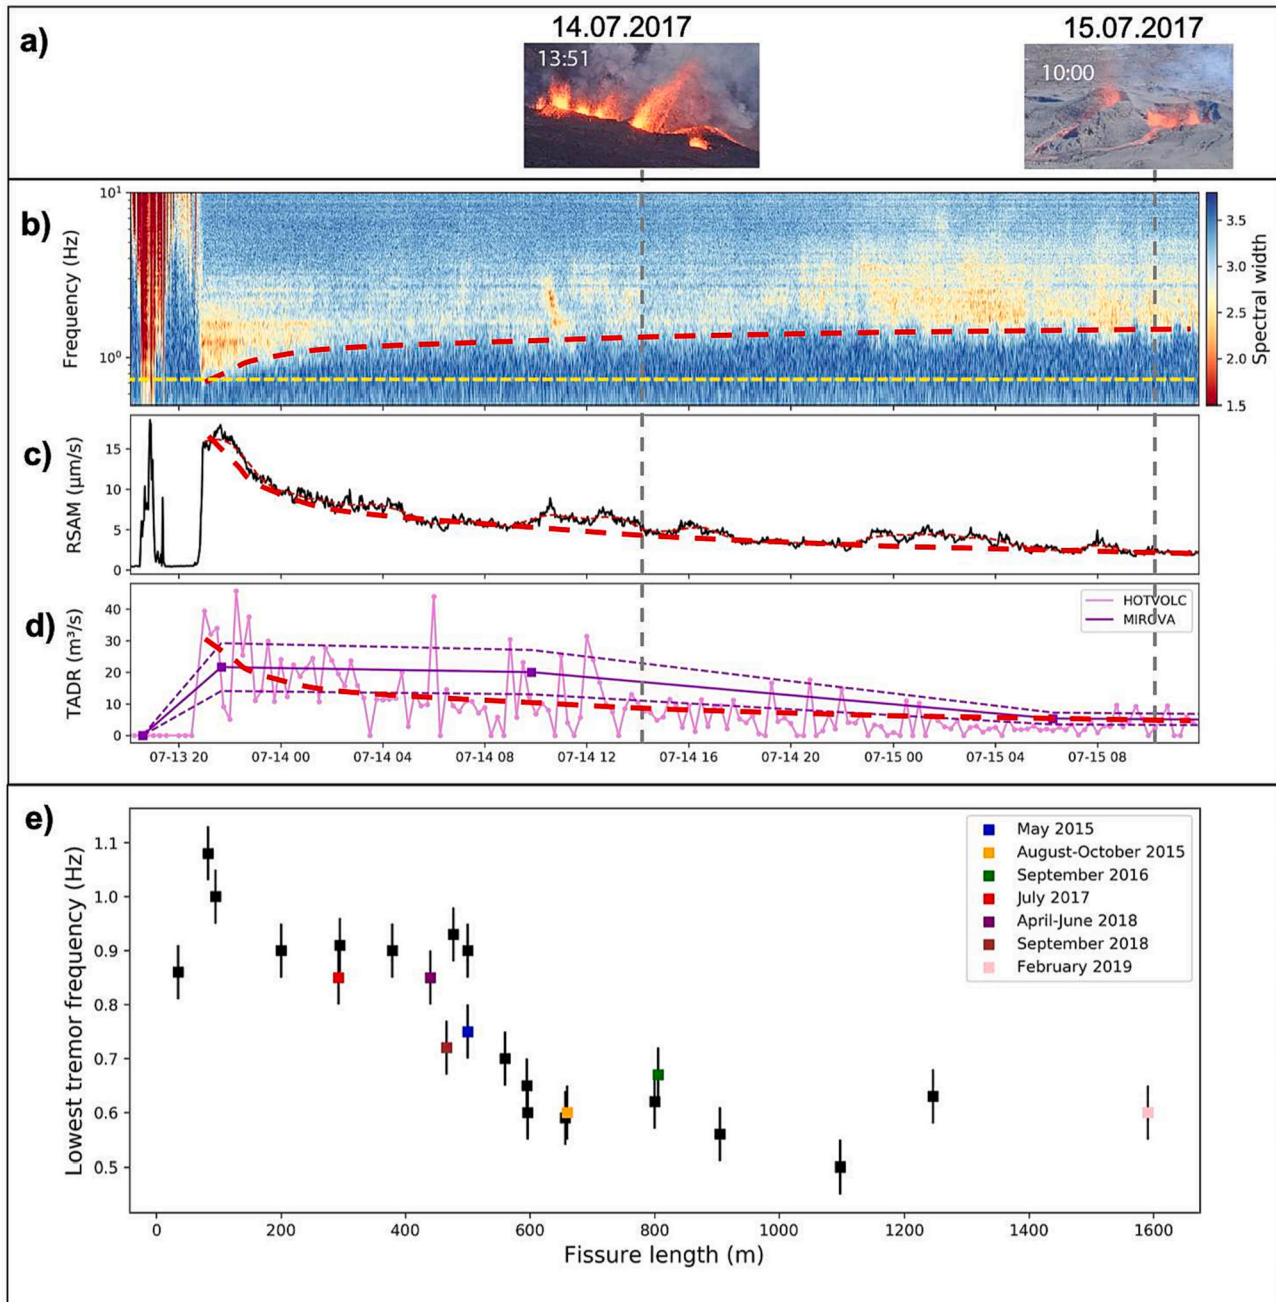 a)
14.07.2017
15.07.2017
13:51
10:00
b)
Frequency (Hz)
10¹
10⁰
3.5
3.0
2.5
2.0
1.5
Spectral width
c)
RSAM (μm/s)
15
10
5
0
d)
TADR (m³/s)
40
30
20
10
0
HOTVOLC
MIROVA
07-13 20
07-14 00
07-14 04
07-14 08
07-14 12
07-14 16
07-14 20
07-15 00
07-15 04
07-15 08
e)
Lowest tremor frequency (Hz)
1.1
1.0
0.9
0.8
0.7
0.6
0.5
May 2015
August-October 2015
September 2016
July 2017
April-June 2018
September 2018
February 2019
0
200
400
600
800
1000
1200
1400
1600
Fissure length (m)